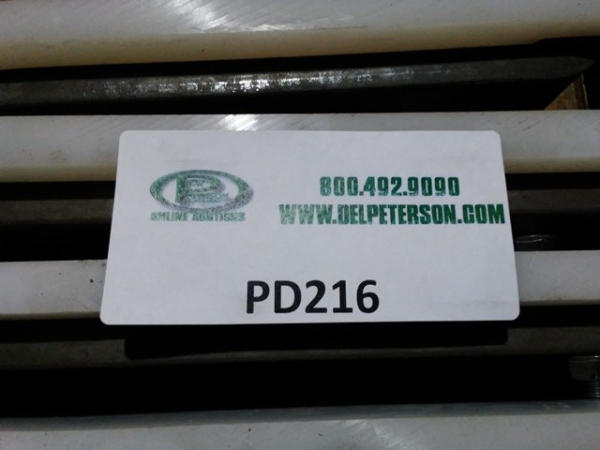 800.492.9090
WWW.DELPETERSON.COM
ONLINE AUCTIONS
PD216